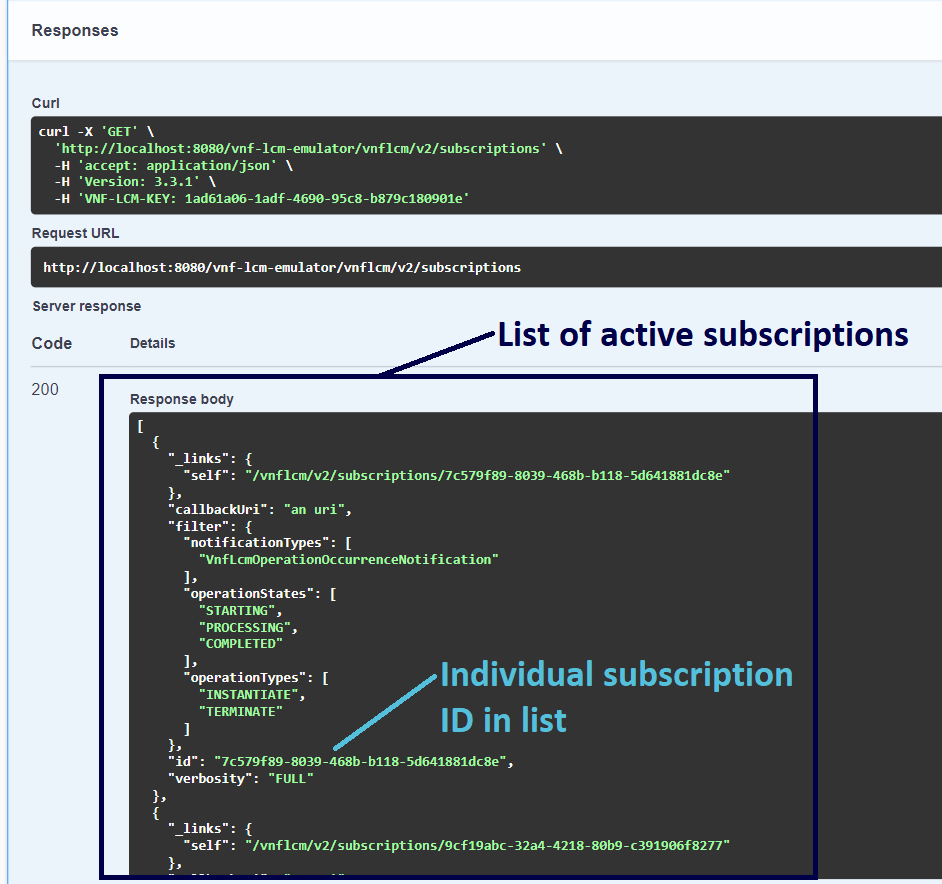 Responses
Curl
curl -X 'GET' \
'http://localhost:8080/vnf-lcm-emulator/vnflcm/v2/subscriptions' \
-H 'accept: application/json' \
-H 'Version: 3.3.1' \
-H 'VNF-LCM-KEY: 1ad61a06-1adf-4690-95c8-b879c180901e'
Request URL
http://localhost:8080/vnf-lcm-emulator/vnflcm/v2/subscriptions
Server response
Code Details
List of active subscriptions
200
Response body
[
{
"_links": {
"self": "/vnflcm/v2/subscriptions/7c579f89-8039-468b-b118-5d641881dc8e"
},
"callbackUri": "an uri",
"filter": {
"notificationTypes": [
"VnfLcmOperationOccurrenceNotification"
],
"operationStates": [
"STARTING",
"PROCESSING",
"COMPLETED"
],
"operationTypes": [
"INSTANTIATE",
"TERMINATE"
]
},
Individual subscription
ID in list
"id": "7c579f89-8039-468b-b118-5d641881dc8e",
"verbosity": "FULL"
},
{
"_links": {
"self": "/vnflcm/v2/subscriptions/9cf19abc-32a4-4218-80b9-c391906f8277"
},